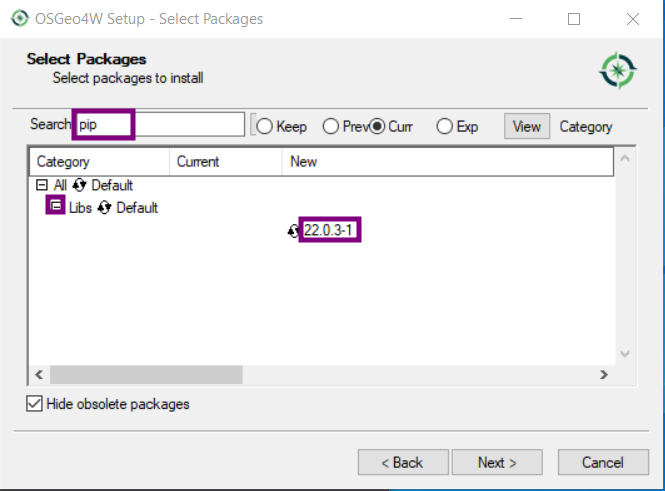 OSGeo4W Setup - Select Packages
Select Packages
Select packages to install
Search pip Keep Prev Curr Exp View Category
Category Current New
All Default
Libs Default
22.0.3-1
Hide obsolete packages
< Back Next > Cancel